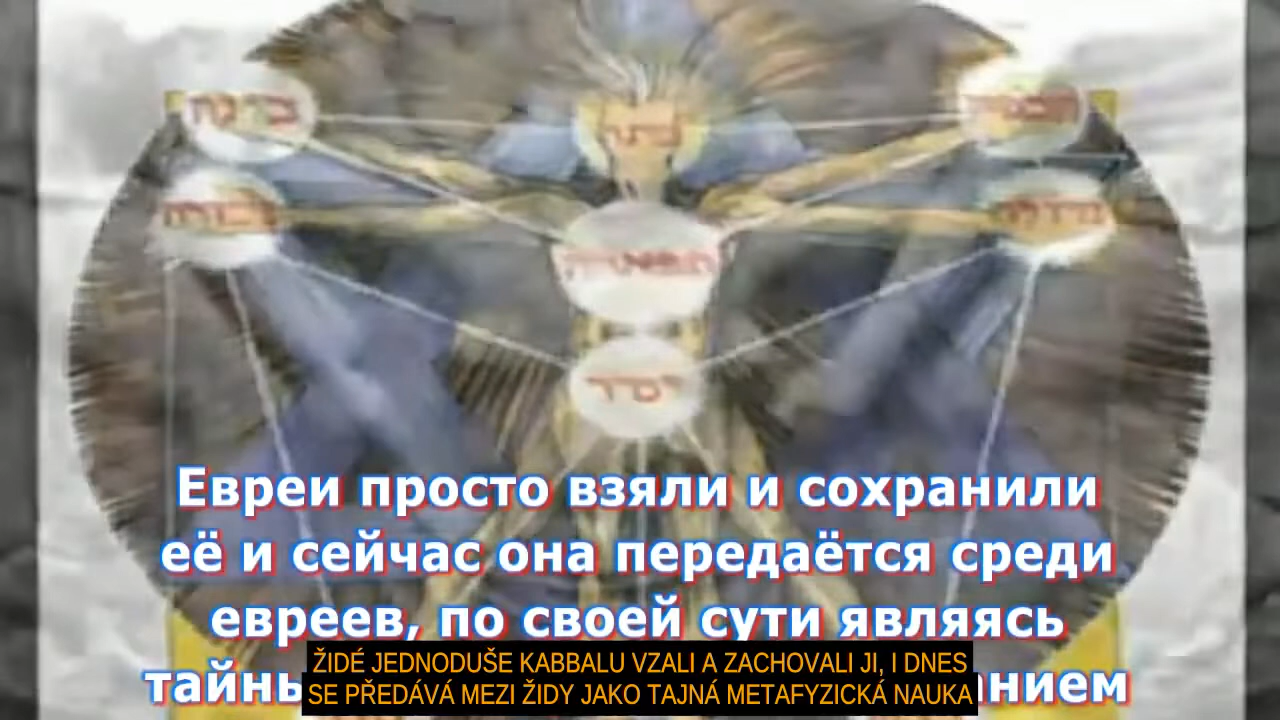 בינה
Евреи просто взяли и сохранили
её и сейчас она передаётся среди
евреев, по своей сути являясь
ŽIDÉ JEDNODUŠE KABBALU VZALI A ZACHOVALI JI, I DNES
SE PŘEDÁVÁ MEZI ŽIDY JAKO TAJNÁ METAFYZICKÁ NAUKA